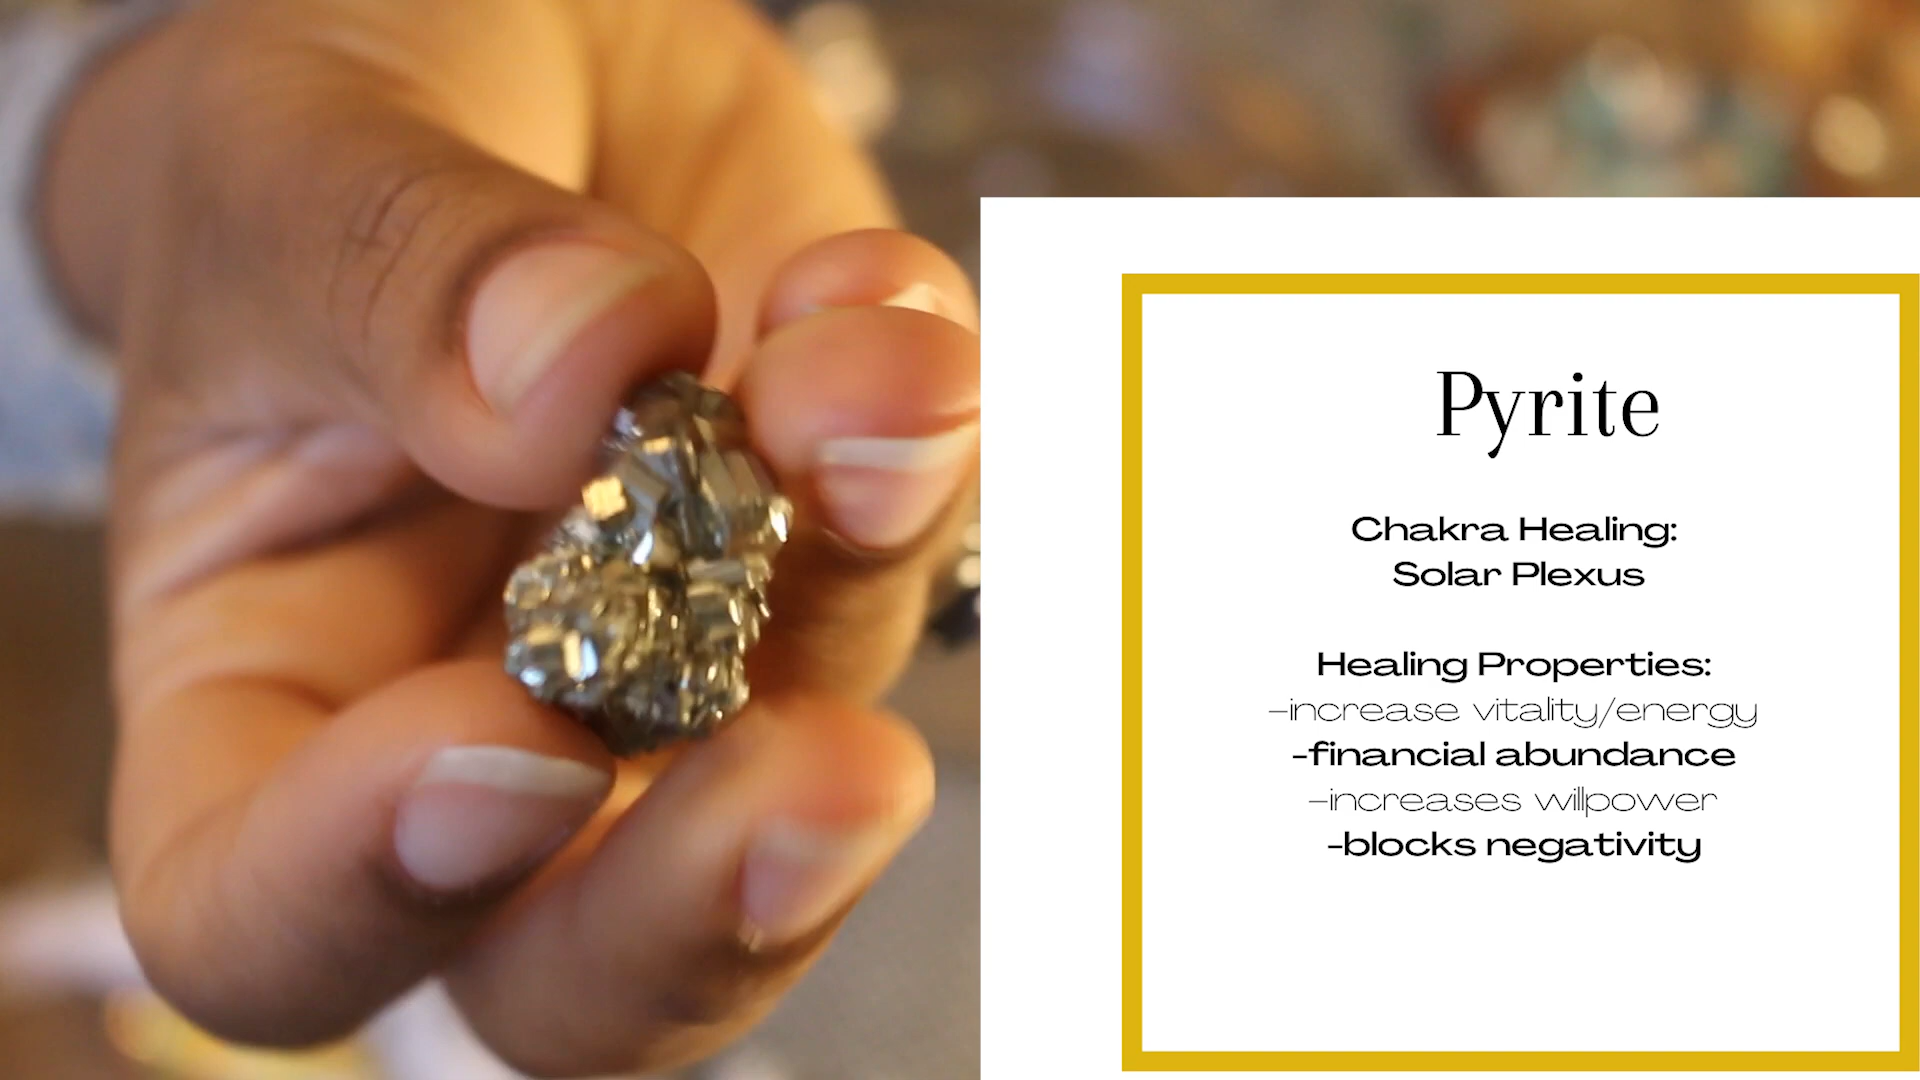 Pyrite
Chakra Healing:
Solar Plexus
Healing Properties:
-increase vitality/energy
-financial abundance
-increases willpower
-blocks negativity